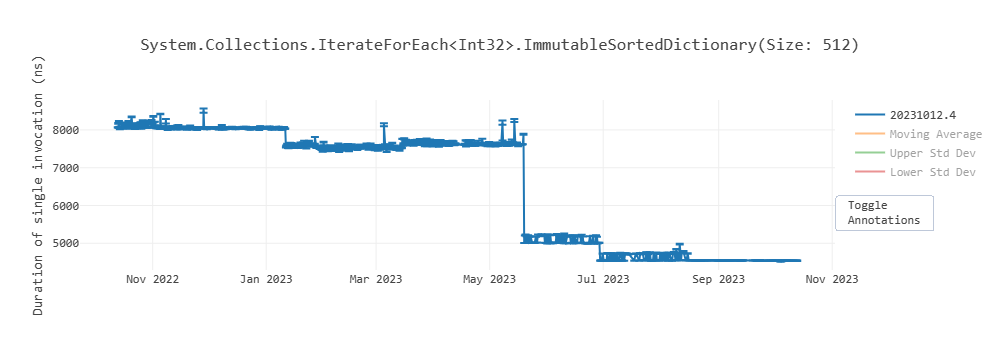 System.Collections.IterateForEach<Int32>.ImmutableSortedDictionary(Size: 512)
Duration of single invocation (ns)
8000
7000
6000
5000
Nov 2022
Jan 2023
Mar 2023
May 2023
Jul 2023
Sep 2023
Nov 2023
20231012.4
Moving Average
Upper Std Dev
Lower Std Dev
Toggle
Annotations